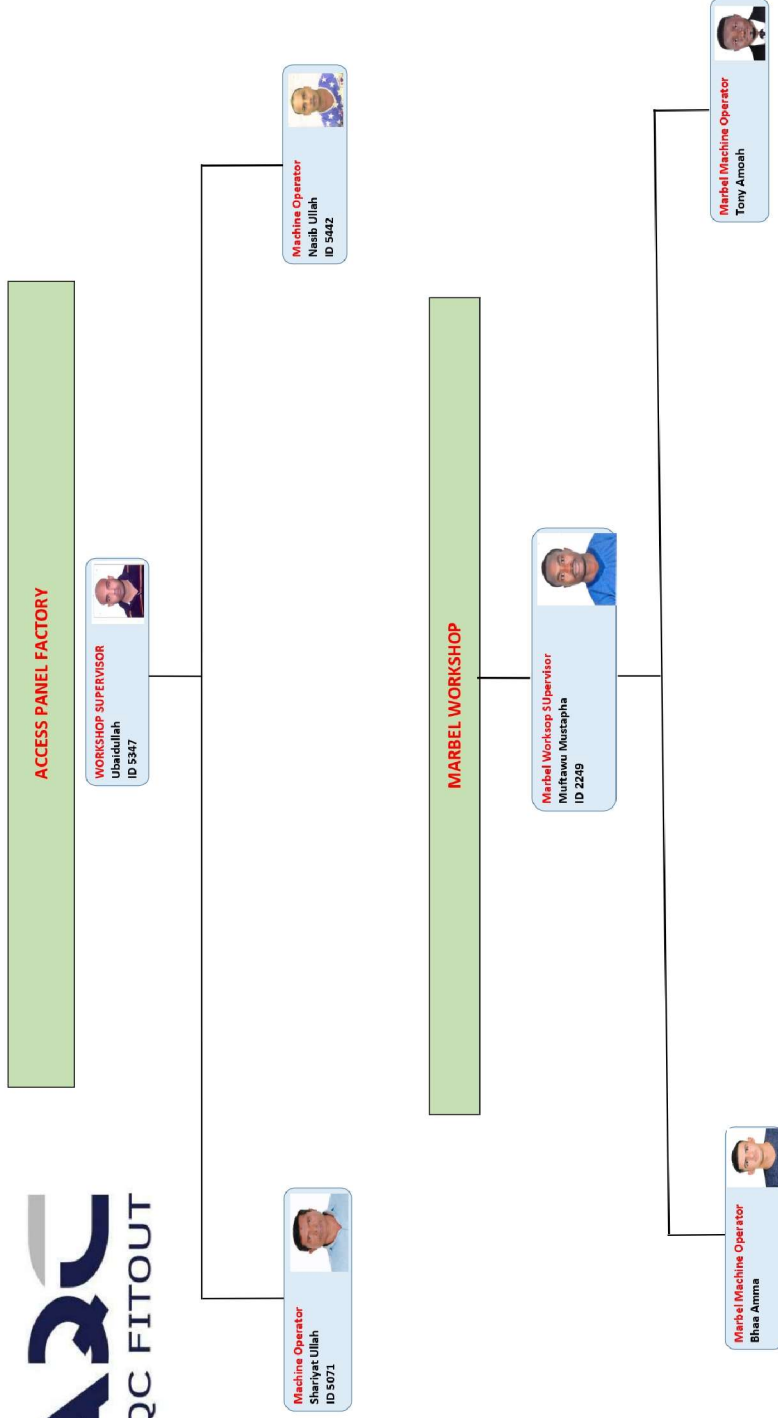 AQC
QC FITOUT
ACCESS PANEL FACTORY
WORKSHOP SUPERVISOR
Ubaidullah
ID 5347
Machine Operator
Shariyat Ullah
ID 5071
Machine Operator
Nasib Ullah
ID 5442
MARBEL WORKSHOP
Marbel Worksop SUpervisor
Muftawu Mustapha
ID 2249
Marbel Machine Operator
Bhaa Amma
Marbel Machine Operator
Tony Amoah